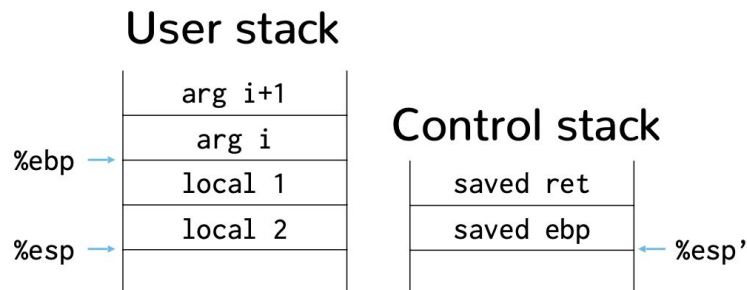 User stack
arg i+1
arg i
%ebp
local 1
local 2
%esp
Control stack
saved ret
saved ebp
%esp’